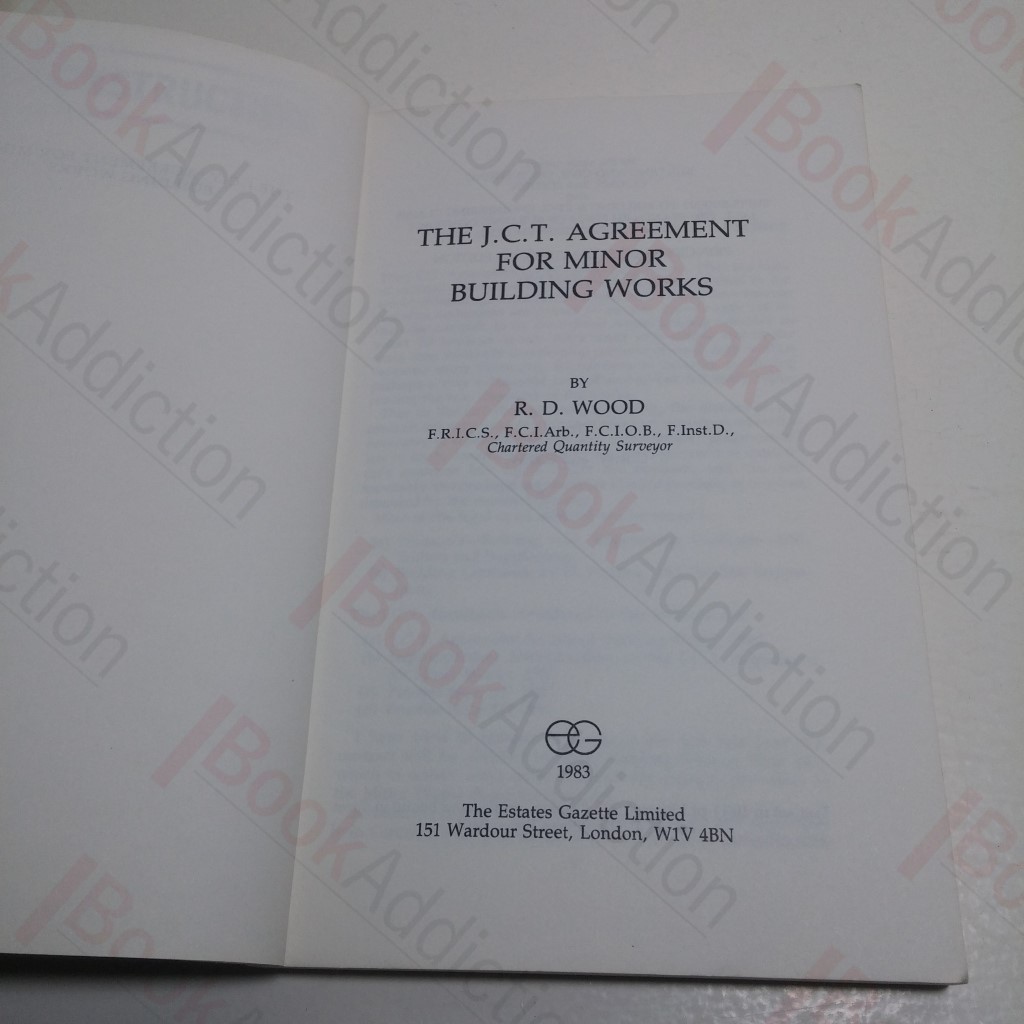 THE J.C.T. AGREEMENT
FOR MINOR
BUILDING WORKS
BY
R. D. WOOD
F.R.I.C.S., F.C.I.Arb., F.C.I.O.B., F.Inst.D.,
Chartered Quantity Surveyor
eG
1983
The Estates Gazette Limited
151 Wardour Street, London, W1V 4BN
BookAddiction